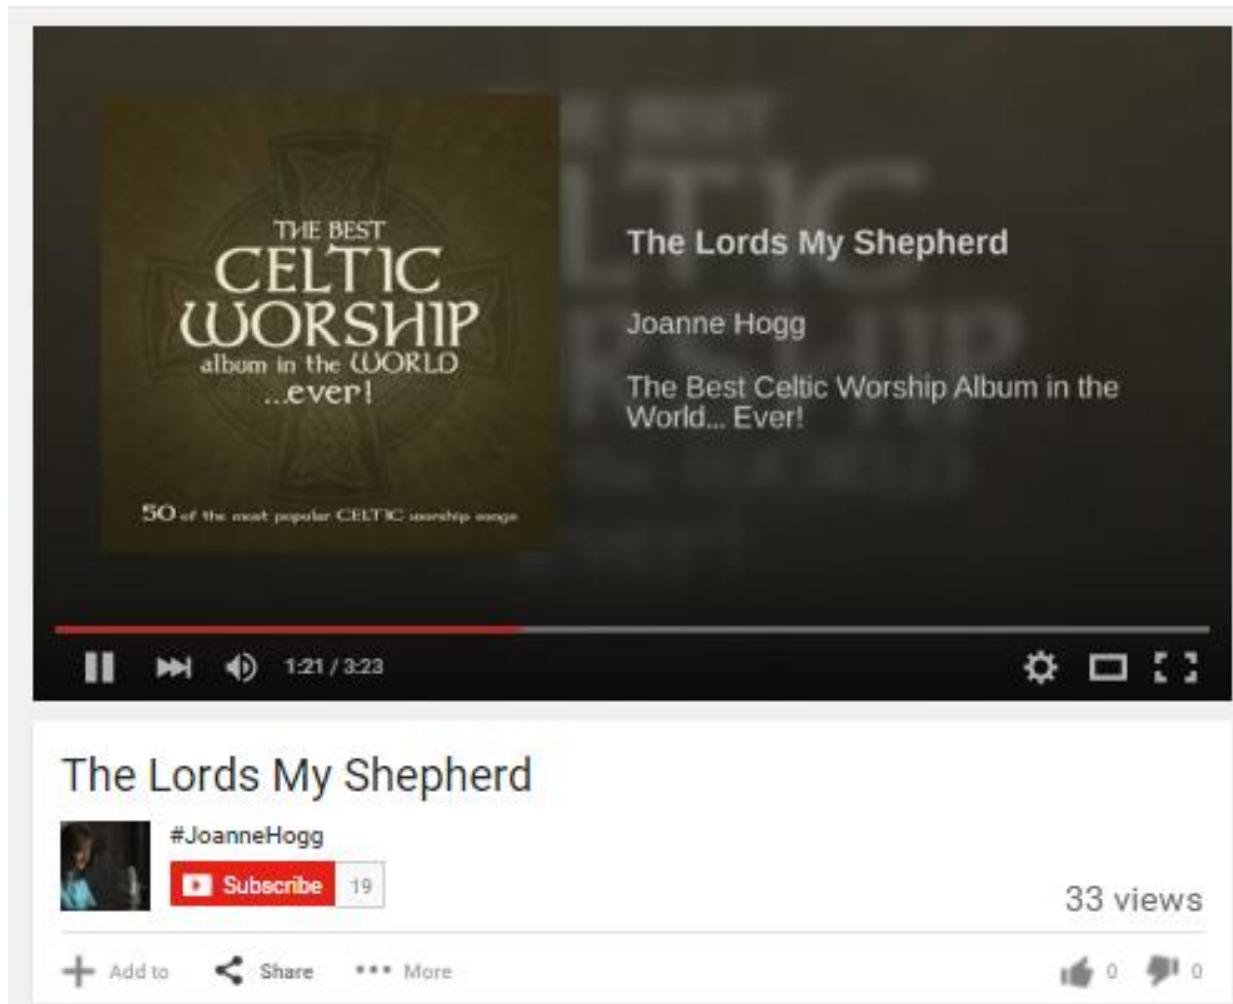 THE BEST
CELTIC
WORSHIP
album in the WORLD
...ever!
50 of the most popular CELTIC worship songs
The Lords My Shepherd
Joanne Hogg
The Best Celtic Worship Album in the
World... Ever!
1:21 / 3:23
The Lords My Shepherd
#JoanneHogg
Subscribe 19
33 views
Add to Share More 0 0